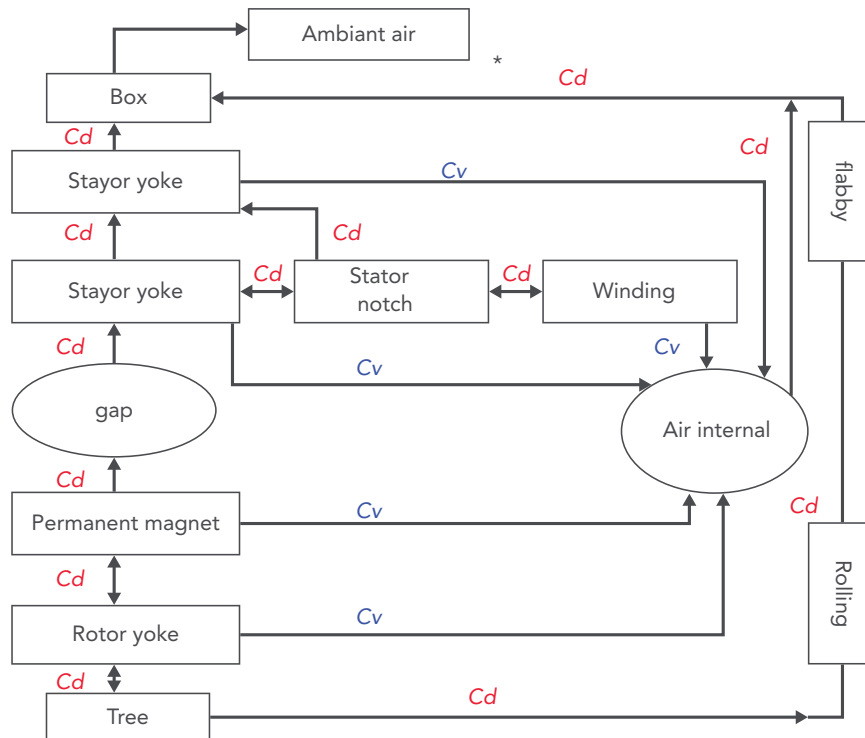 Ambiant air
*
Cd
Box
Cd
Cd
Stayor yoke
Cv
flabby
Cd
Cd
Cd
Cd
Stayor yoke
Stator
notch
Winding
Cd
Cv
Cv
gap
Air internal
Cd
Permanent magnet
Cv
Cd
Cd
Rolling
Rotor yoke
Cv
Cd
Cd
Tree